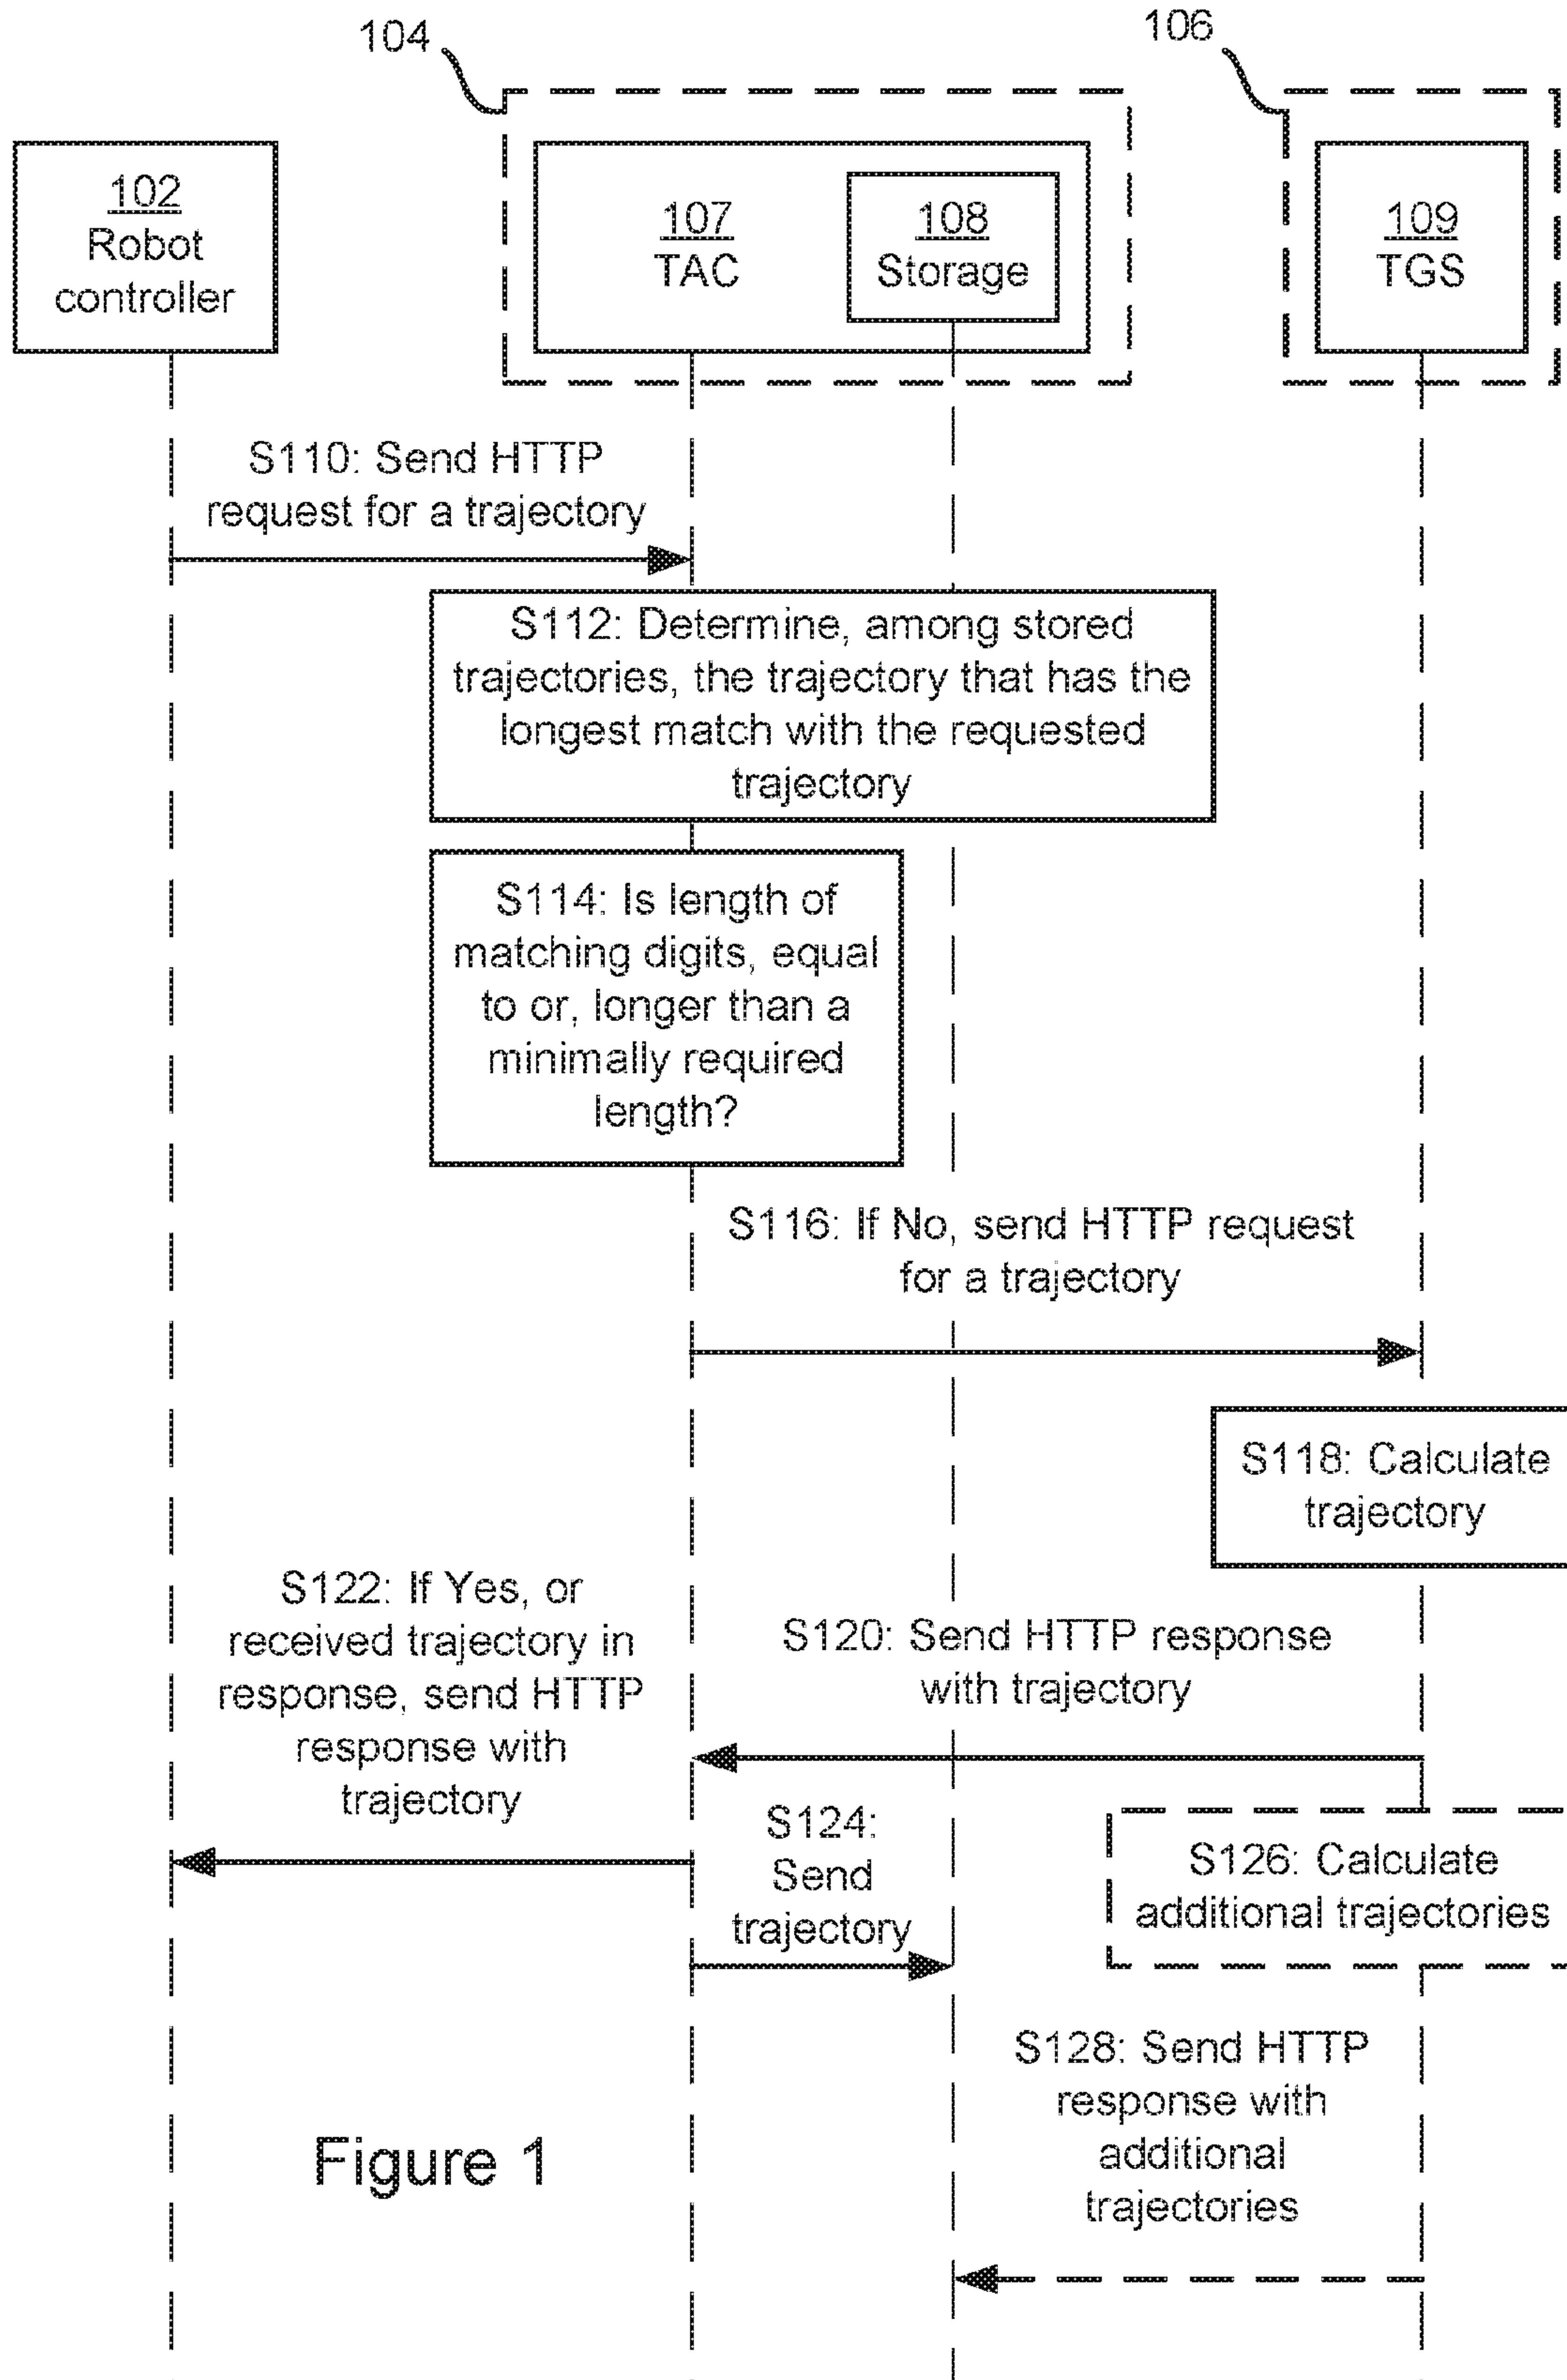 104
106
102
Robot
controller
107
TAC
108
Storage
109
TGS
S110: Send HTTP
request for a trajectory
S112: Determine, among stored
trajectories, the trajectory that has the
longest match with the requested
trajectory
S114: Is length of
matching digits, equal
to or, longer than a
minimally required
length?
S116: If No, send HTTP request
for a trajectory
S118: Calculate
trajectory
S122: If Yes, or
received trajectory in
response, send HTTP
response with
trajectory
S120: Send HTTP response
with trajectory
S124:
Send
trajectory
S126: Calculate
additional trajectories
S128: Send HTTP
response with
additional
trajectories
Figure 1